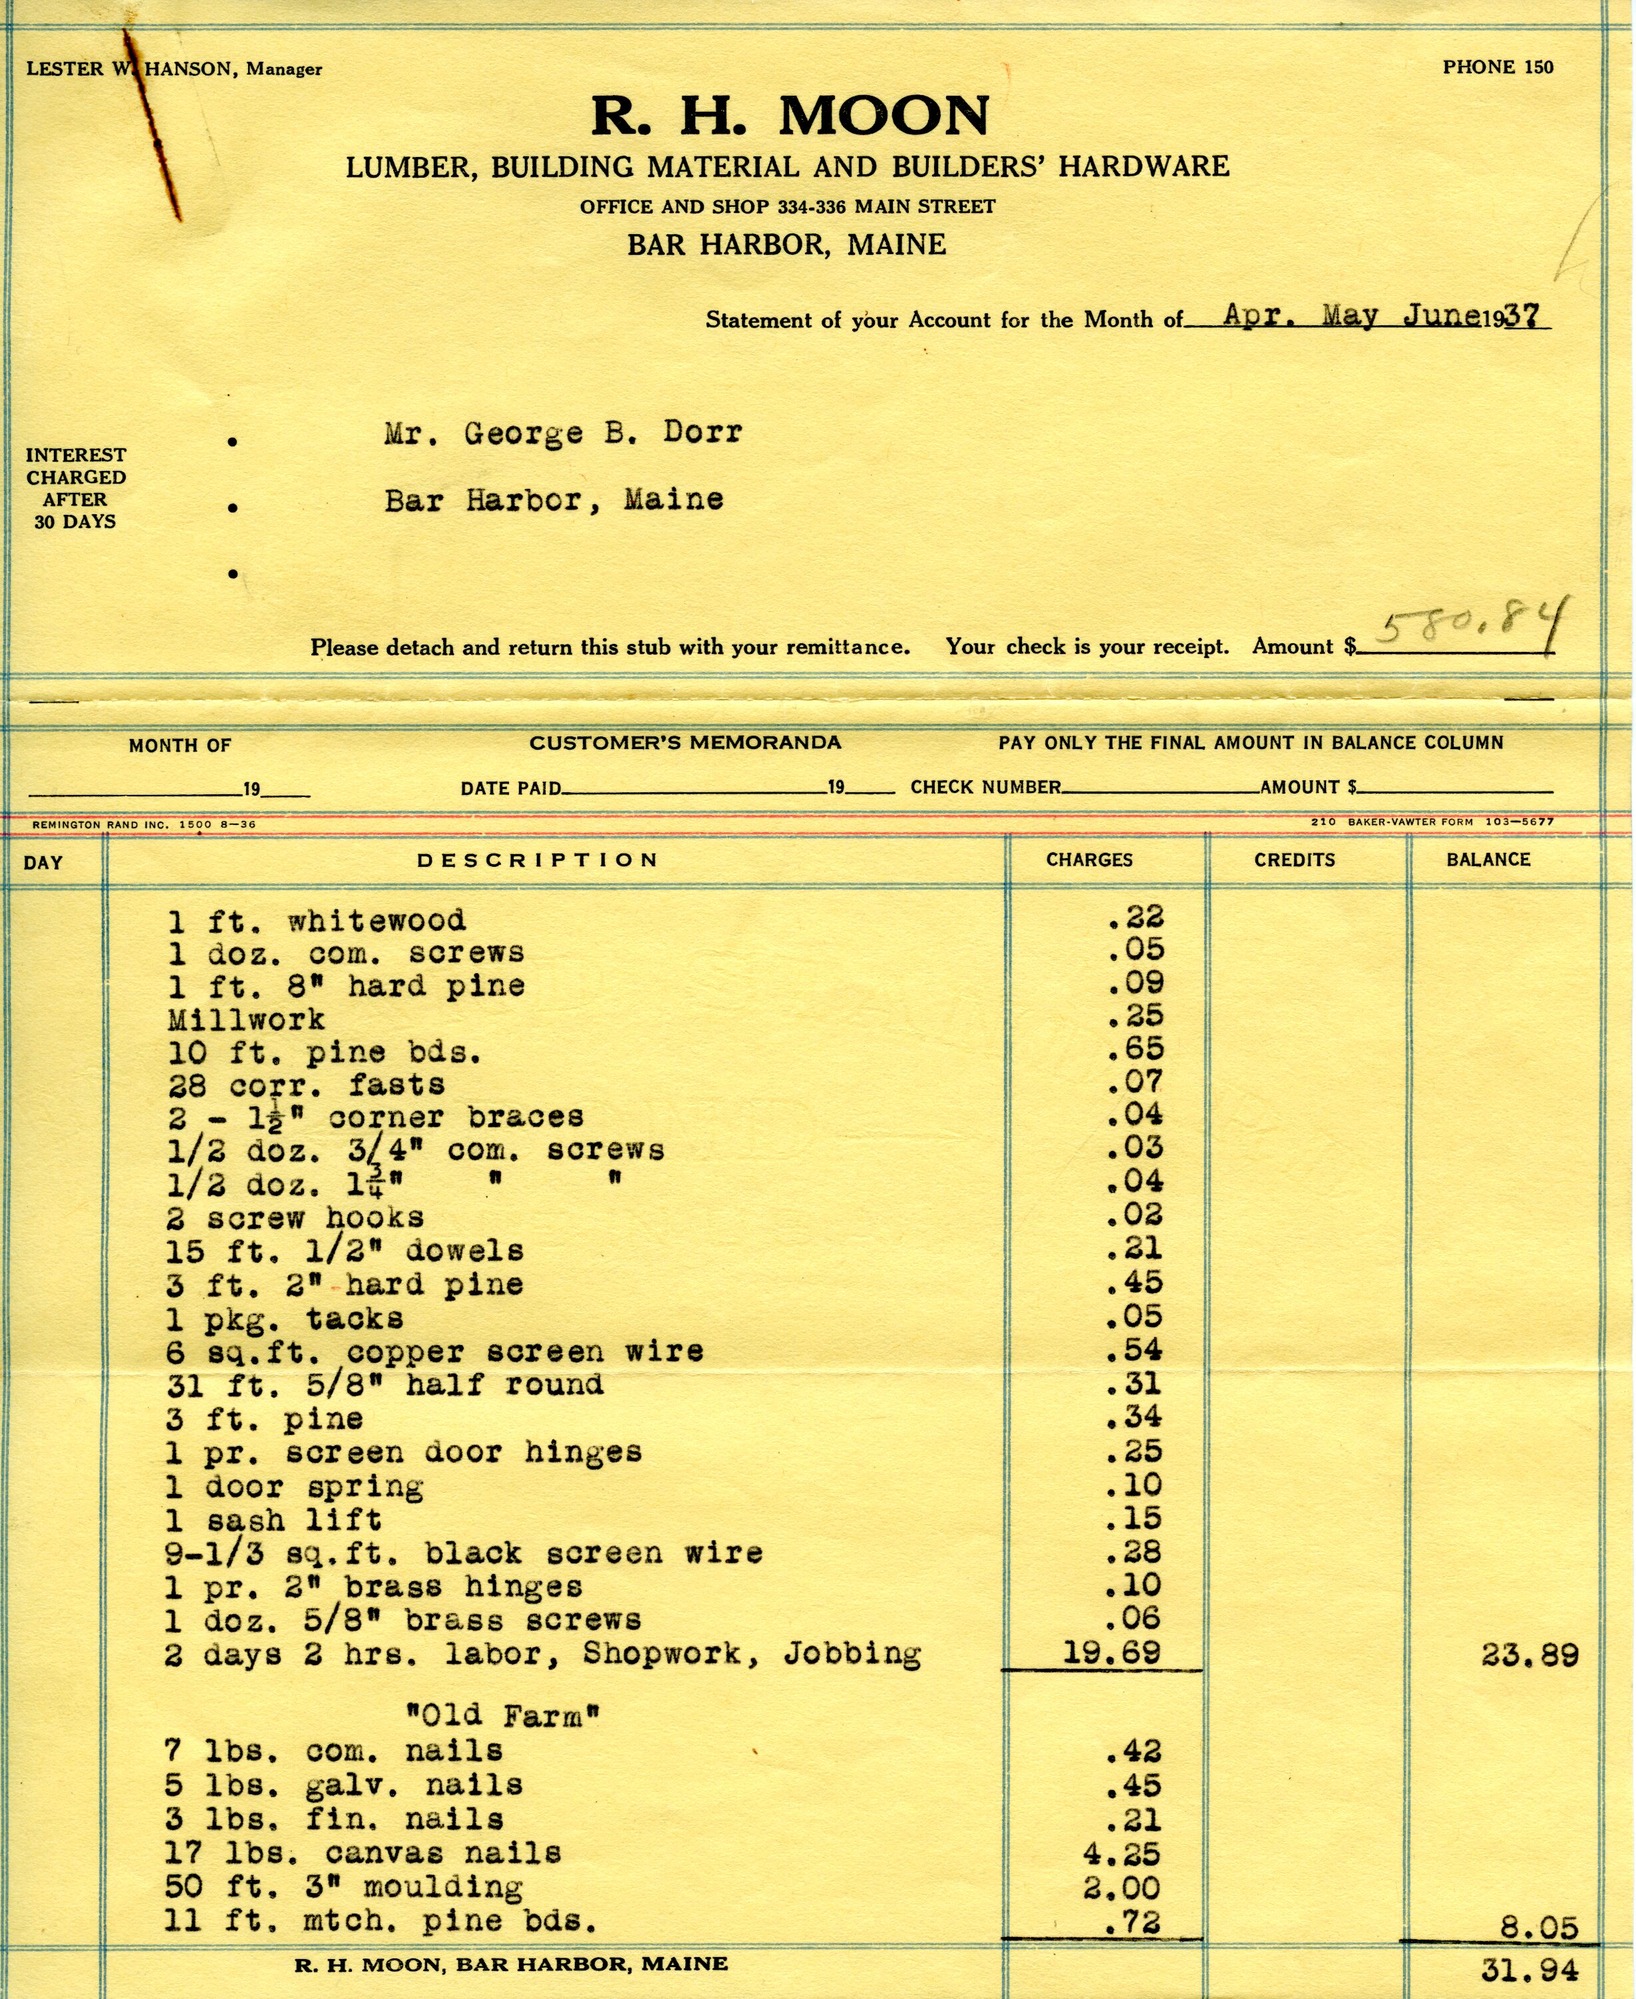 LESTER W. HANSON, Manager
PHONE 150
R. H. MOON
LUMBER, BUILDING MATERIAL AND BUILDERS' HARDWARE
OFFICE AND SHOP 334-336 MAIN STREET
BAR HARBOR, MAINE
Statement of your Account for the Month of Apr. May June 1937
INTEREST
CHARGED
AFTER
30 DAYS
Mr. George B. Dorr
Bar Harbor, Maine
Please detach and return this stub with your remittance. Your check is your receipt. Amount $ 580.84
MONTH OF CUSTOMER'S MEMORANDA PAY ONLY THE FINAL AMOUNT IN BALANCE COLUMN
19 DATE PAID 19 CHECK NUMBER AMOUNT $
REMINGTON RAND INC. 1500 8-36 210 BAKER-VAWTER FORM 103-5677
DAY DESCRIPTION CHARGES CREDITS BALANCE
1 ft. whitewood .22
1 doz. com. screws .05
1 ft. 8" hard pine .09
Millwork .25
10 ft. pine bds. .65
28 corr. fasts .07
2 - 1½" corner braces .04
1/2 doz. 3/4" com. screws .03
1/2 doz. 1¾" " " .04
2 screw hooks .02
15 ft. 1/2" dowels .21
3 ft. 2" hard pine .45
1 pkg. tacks .05
6 sq.ft. copper screen wire .54
31 ft. 5/8" half round .31
3 ft. pine .34
1 pr. screen door hinges .25
1 door spring .10
1 sash lift .15
9-1/3 sq.ft. black screen wire .28
1 pr. 2" brass hinges .10
1 doz. 5/8" brass screws .06
2 days 2 hrs. labor, Shopwork, Jobbing 19.69 23.89
"Old Farm"
7 lbs. com. nails .42
5 lbs. galv. nails .45
3 lbs. fin. nails .21
17 lbs. canvas nails 4.25
50 ft. 3" moulding 2.00
11 ft. mtch. pine bds. .72 8.05
R. H. MOON, BAR HARBOR, MAINE 31.94